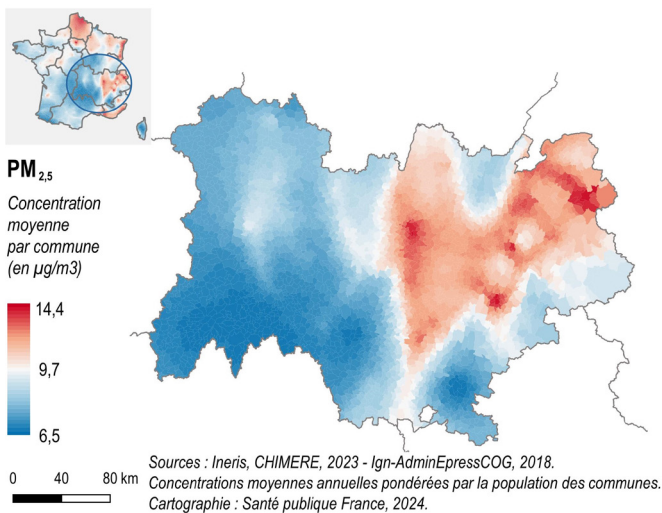 PM 2,5
Concentration
moyenne
par commune
(en µg/m3)
14,4
9,7
6,5
0 40 80 km
Sources : Ineris, CHIMERE, 2023 - Ign-AdminEpressCOG, 2018.
Concentrations moyennes annuelles pondérées par la population des communes.
Cartographie : Santé publique France, 2024.